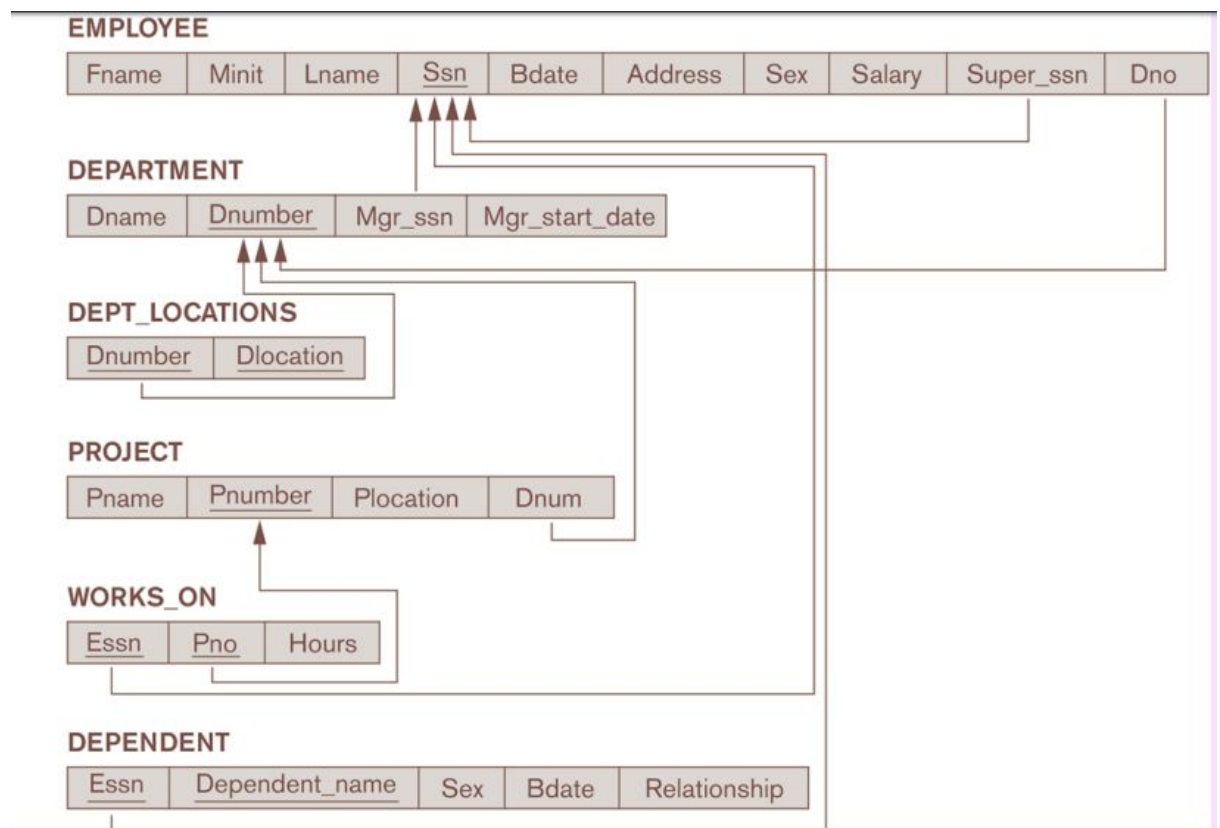 EMPLOYEE
Fname Minit Lname Ssn Bdate Address Sex Salary Super_ssn Dno
DEPARTMENT
Dname Dnumber Mgr_ssn Mgr_start_date
DEPT_LOCATIONS
Dnumber Dlocation
PROJECT
Pname Pnumber Plocation Dnum
WORKS_ON
Essn Pno Hours
DEPENDENT
Essn Dependent_name Sex Bdate Relationship